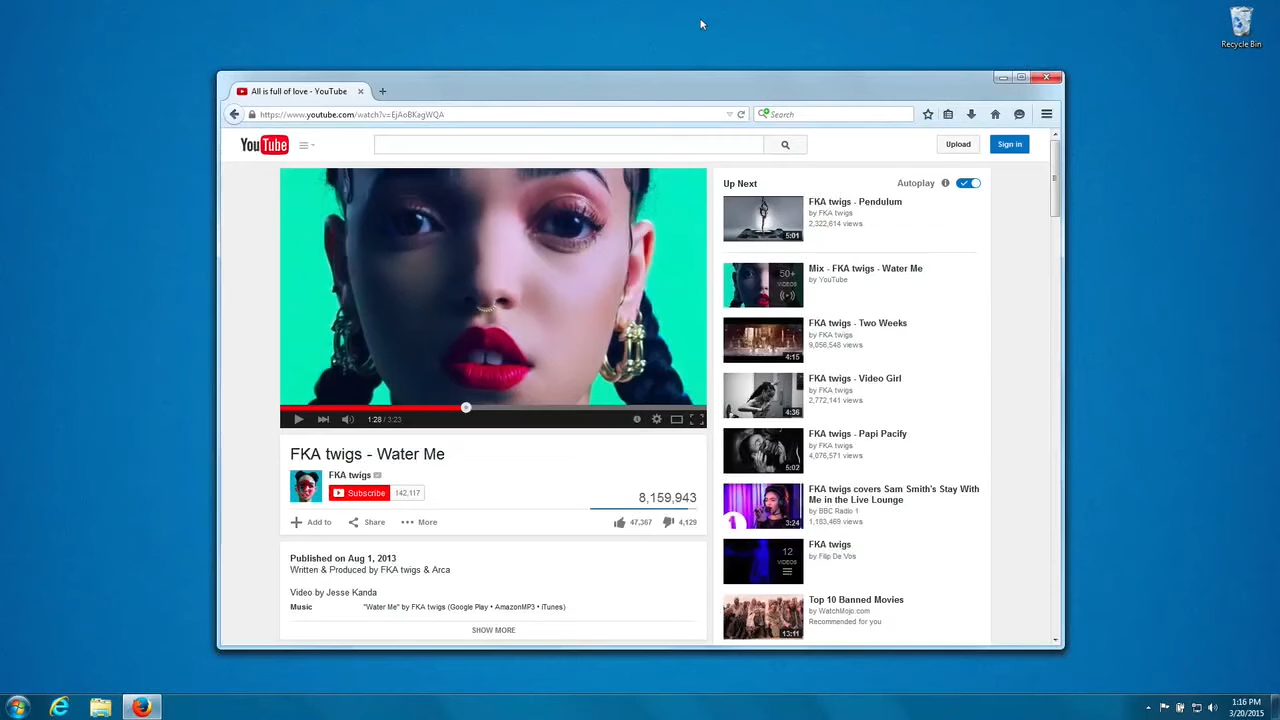 Recycle Bin
All is full of love - YouTube
https://www.youtube.com/watch?v=EjAoBKagWQA
Search
YouTube
Upload
Sign in
Up Next
Autoplay
FKA twigs - Pendulum
by FKA twigs
2,322,614 views
5:01
Mix - FKA twigs - Water Me
by YouTube
50+
VIDEOS
FKA twigs - Two Weeks
by FKA twigs
9,056,548 views
4:15
FKA twigs - Video Girl
by FKA twigs
2,772,141 views
4:36
FKA twigs - Papi Pacify
by FKA twigs
4,076,571 views
5:02
FKA twigs covers Sam Smith's Stay With
Me in the Live Lounge
by BBC Radio 1
1,183,469 views
3:24
FKA twigs
by Filip De Vos
12
VIDEOS
Top 10 Banned Movies
by WatchMojo.com
Recommended for you
13:11
1:28 / 3:23
FKA twigs - Water Me
FKA twigs
Subscribe
142,117
8,159,943
Add to
Share
More
47,367
4,129
Published on Aug 1, 2013
Written & Produced by FKA twigs & Arca
Video by Jesse Kanda
Music
"Water Me" by FKA twigs (Google Play • AmazonMP3 • iTunes)
SHOW MORE
1:16 PM
3/20/2015